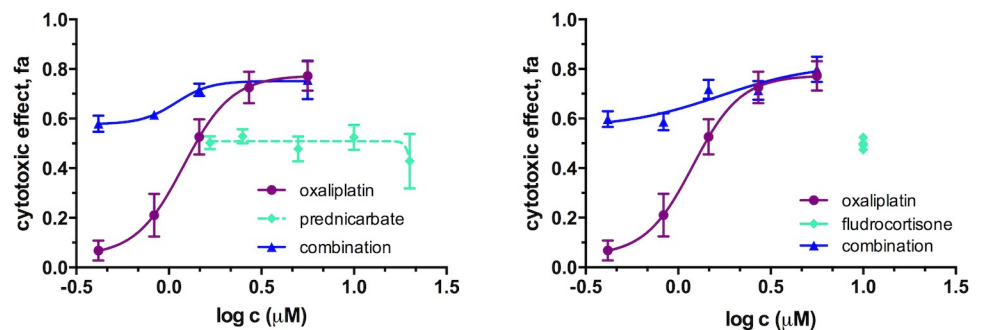 cytotoxic effect, fa
1.0
0.8
0.6
0.4
0.2
0.0
-0.5 0.0 0.5 1.0 1.5
log c (μM)
oxaliplatin
prednicarbate
combination
cytotoxic effect, fa
1.0
0.8
0.6
0.4
0.2
0.0
-0.5 0.0 0.5 1.0 1.5
log c (μM)
oxaliplatin
fludrocortisone
combination